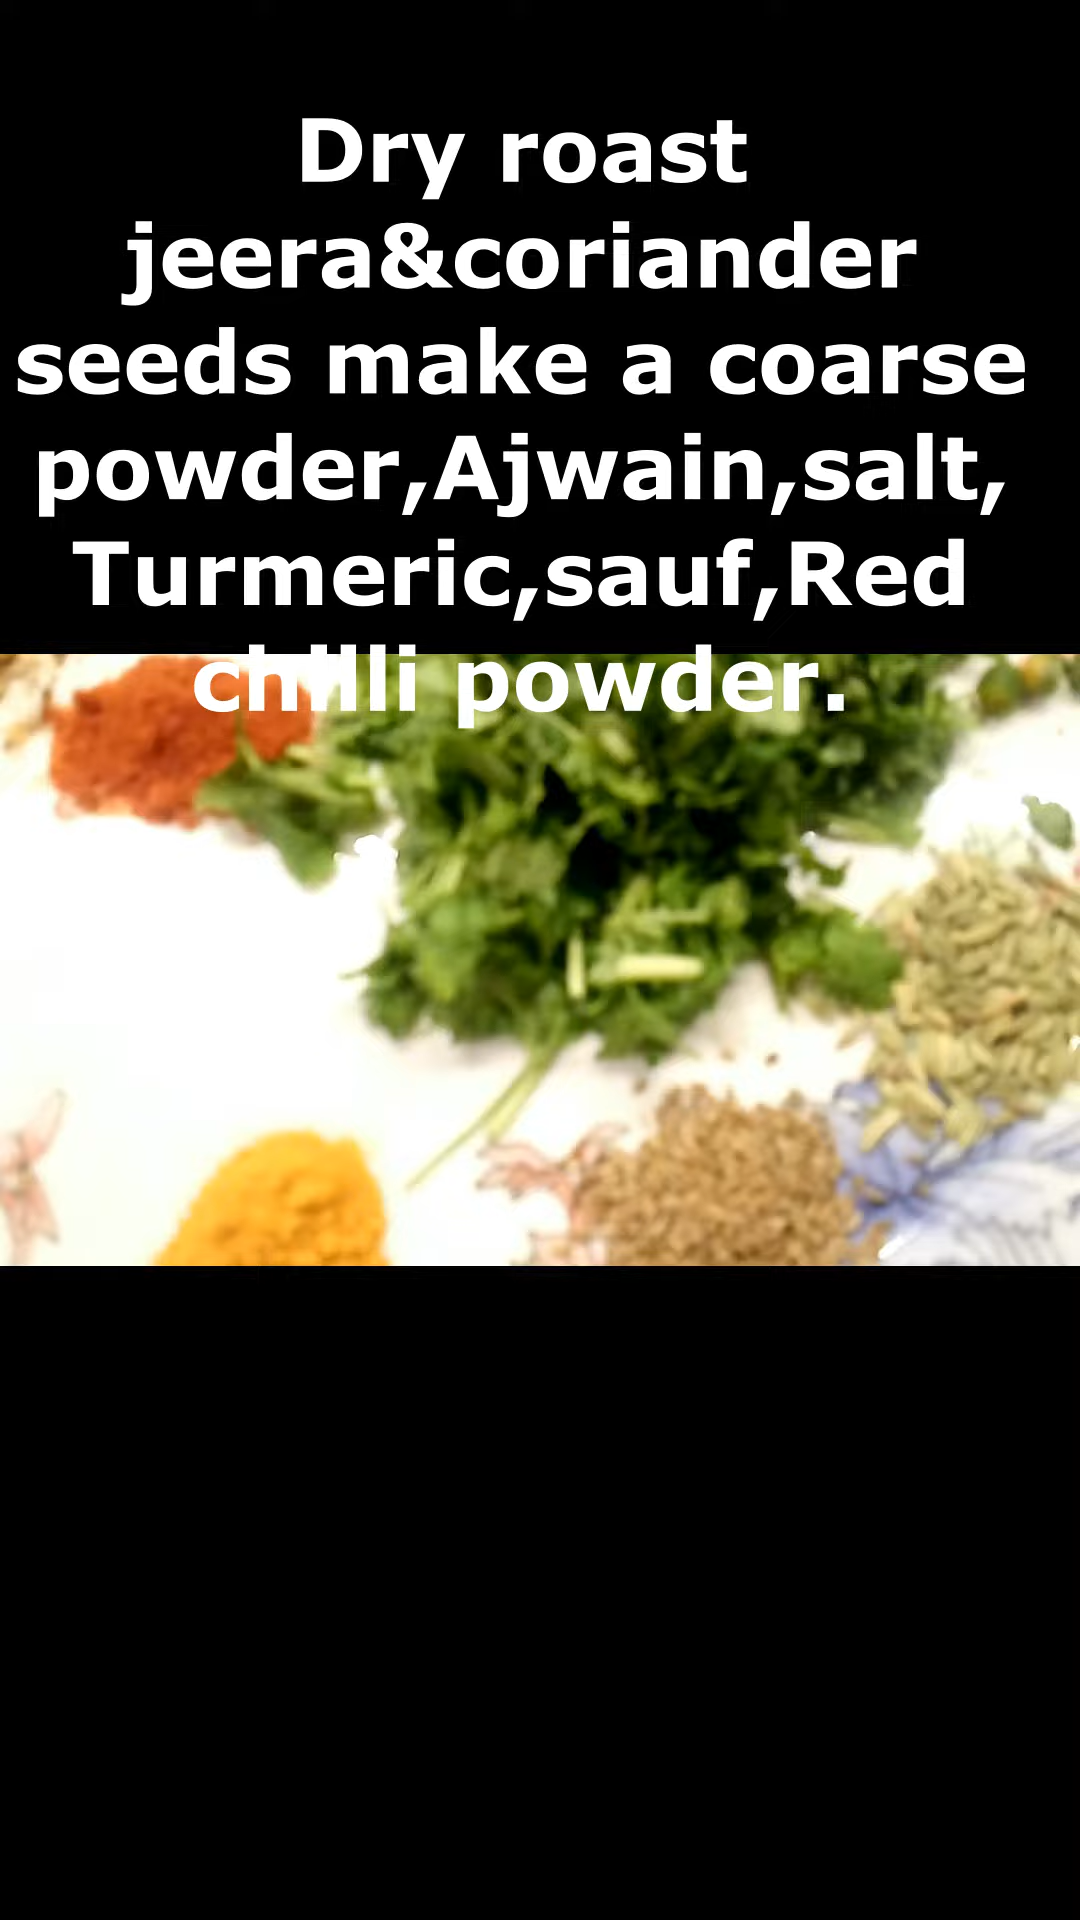 Dry roast
jeera&coriander
seeds make a coarse
powder,Ajwain,salt,
Turmeric,sauf,Red
chilli powder.